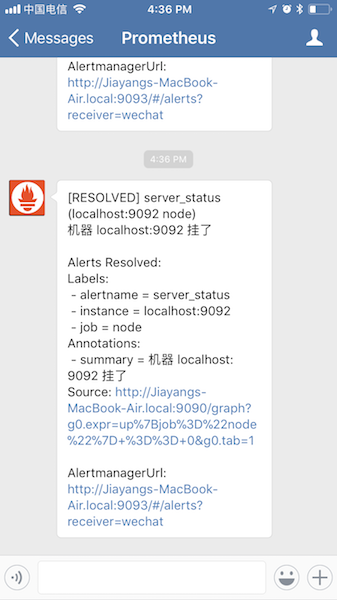 中国电信
4:36 PM
Messages
Prometheus
AlertmanagerUrl:
http://Jiayangs-MacBook-
Air.local:9093/#/alerts?
receiver=wechat
4:36 PM
[RESOLVED] server_status
(localhost:9092 node)
机器 localhost:9092 挂了
Alerts Resolved:
Labels:
- alertname = server_status
- instance = localhost:9092
- job = node
Annotations:
- summary = 机器 localhost:
9092 挂了
Source: http://Jiayangs-
MacBook-Air.local:9090/graph?
g0.expr=up%7Bjob%3D%22node
%22%7D+%3D%3D+0&g0.tab=1
AlertmanagerUrl:
http://Jiayangs-MacBook-
Air.local:9093/#/alerts?
receiver=wechat